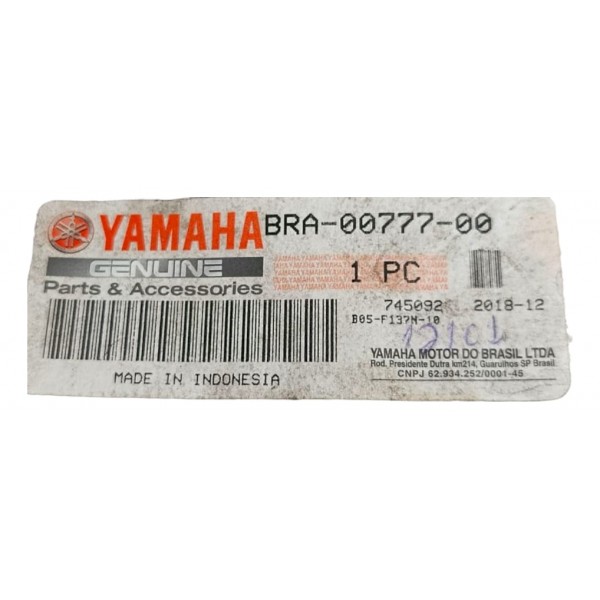 YAMAHA BRA-00777-00
GENUINE
Parts & Accessories
1 PC
745092 2018-12
B05-F137M-10
YAMAHA MOTOR DO BRASIL LTDA
Rod. Presidente Dutra km214, Guarulhos SP Brasil
CNPJ 62.934.252/0001-45
MADE IN INDONESIA